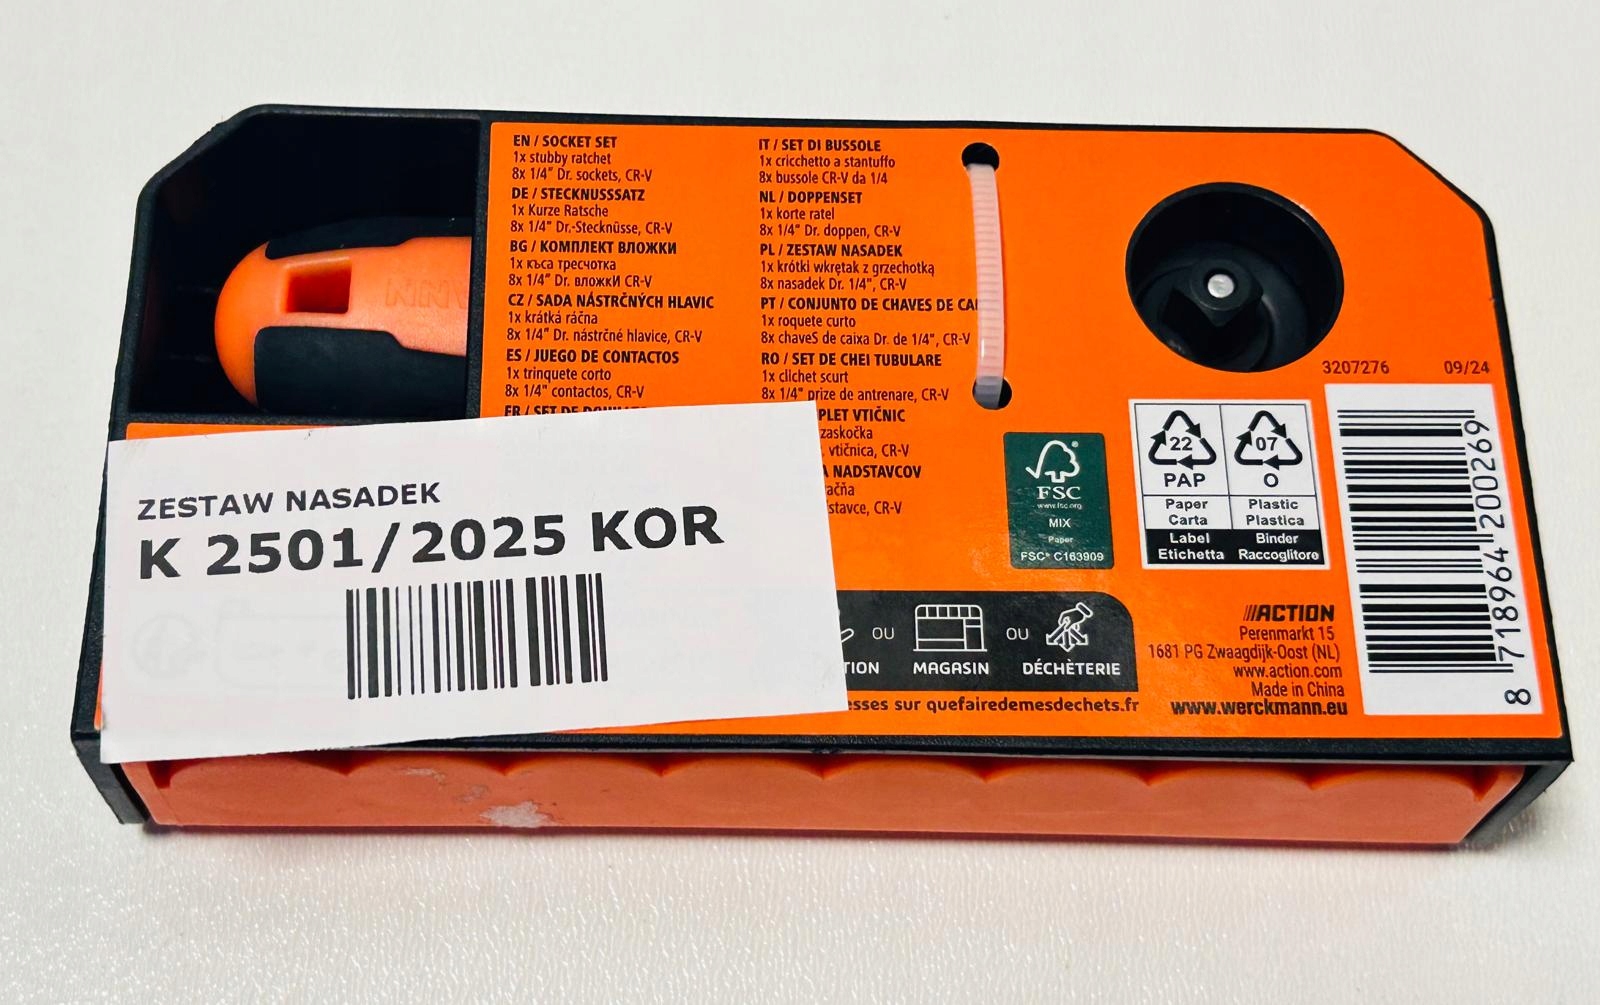 EN / SOCKET SET
1x stubby ratchet
8x 1/4" Dr. sockets, CR-V
DE / STECKNUSSSATZ
1x Kurze Ratsche
8x 1/4" Dr.-Stecknüsse, CR-V
BG / КОМПЛЕКТ ВЛОЖКИ
1x къса тресчотка
8x 1/4" Dr. вложкИ CR-V
CZ / SADA NÁSTRČNÝCH HLAVIC
1x krátká ráčna
8x 1/4" Dr. nástrčné hlavice, CR-V
ES / JUEGO DE CONTACTOS
1x trinquete corto
8x 1/4" contactos, CR-V
FR / SET DE
IT / SET DI BUSSOLE
1x cricchetto a stantuffo
8x bussole CR-V da 1/4
NL / DOPPENSET
1x korte ratel
8x 1/4" Dr. doppen, CR-V
PL / ZESTAW NASADEK
1x krótki wkrętak z grzechotką
8x nasadek Dr. 1/4", CR-V
PT / CONJUNTO DE CHAVES DE CAI
1x roquete curto
8x chaveS de caixa Dr. de 1/4", CR-V
RO / SET DE CHEI TUBULARE
1x clichet scurt
8x 1/4" prize de antrenare, CR-V
PLET VTIČNIC
zaskočka
vtičnica, CR-V
A NADSTAVCOV
ačňa
stavce, CR-V
ZESTAW NASADEK
K 2501/2025 KOR
3207276 09/24
FSC
www.fsc.org
MIX
Paper
FSC® C163909
22
PAP
Paper
Carta
Label
Etichetta
07
O
Plastic
Plastica
Binder
Raccoglitore
8 718964 200269
TION
OU
MAGASIN
OU
DÉCHÈTERIE
esses sur quefairedemesdechets.fr
ACTION
Perenmarkt 15
1681 PG Zwaagdijk-Oost (NL)
www.action.com
Made in China
www.werckmann.eu